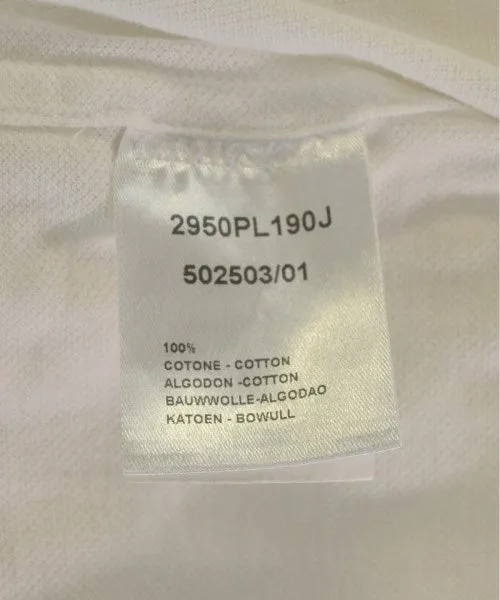 2950PL190J
502503/01
100%
COTONE - COTTON
ALGODON -COTTON
BAUWWOLLE-ALGODAO
KATOEN - BOWULL